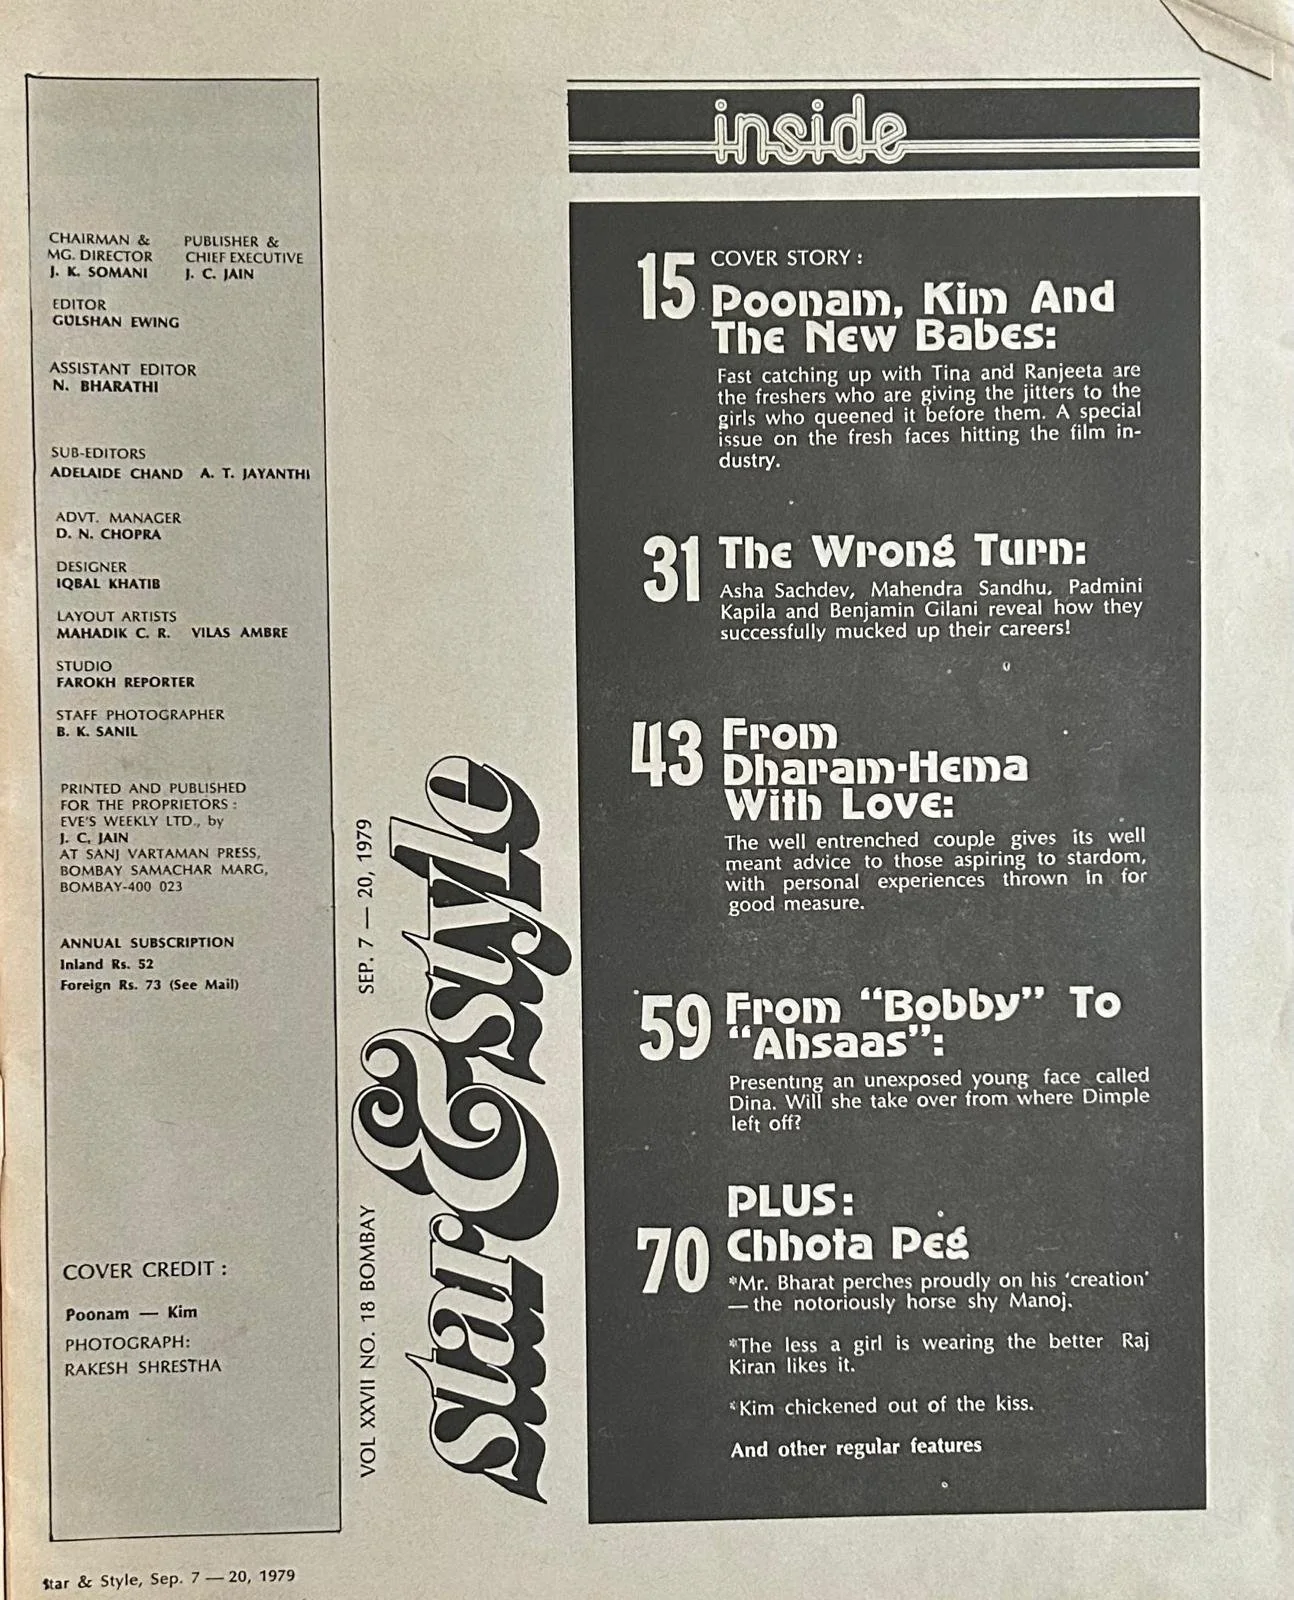 CHAIRMAN &
MG. DIRECTOR
J. K. SOMANI
PUBLISHER &
CHIEF EXECUTIVE
J. C. JAIN
EDITOR
GULSHAN EWING
ASSISTANT EDITOR
N. BHARATHI
SUB-EDITORS
ADELAIDE CHAND A. T. JAYANTHI
ADVT. MANAGER
D. N. CHOPRA
DESIGNER
IQBAL KHATIB
LAYOUT ARTISTS
MAHADIK C. R. VILAS AMBRE
STUDIO
FAROKH REPORTER
STAFF PHOTOGRAPHER
B. K. SANIL
PRINTED AND PUBLISHED
FOR THE PROPRIETORS :
EVE'S WEEKLY LTD., by
J. C. JAIN
AT SANJ VARTAMAN PRESS,
BOMBAY SAMACHAR MARG,
BOMBAY-400 023
ANNUAL SUBSCRIPTION
Inland Rs. 52
Foreign Rs. 73 (See Mail)
COVER CREDIT :
Poonam — Kim
PHOTOGRAPH:
RAKESH SHRESTHA
VOL XXVII NO. 18 BOMBAY SEP. 7 — 20, 1979
star & style
inside
15 COVER STORY :
Poonam, Kim And
The New Babes:
Fast catching up with Tina and Ranjeeta are
the freshers who are giving the jitters to the
girls who queened it before them. A special
issue on the fresh faces hitting the film in-
dustry.
31 The Wrong Turn:
Asha Sachdev, Mahendra Sandhu, Padmini
Kapila and Benjamin Gilani reveal how they
successfully mucked up their careers!
43 From
Dharam-Hema
With Love:
The well entrenched couple gives its well
meant advice to those aspiring to stardom,
with personal experiences thrown in for
good measure.
59 From "Bobby" To
"Ahsaas":
Presenting an unexposed young face called
Dina. Will she take over from where Dimple
left off?
PLUS:
70 Chhota Peg
*Mr. Bharat perches proudly on his 'creation'
— the notoriously horse shy Manoj.
*The less a girl is wearing the better Raj
Kiran likes it.
*Kim chickened out of the kiss.
And other regular features
Star & Style, Sep. 7 — 20, 1979